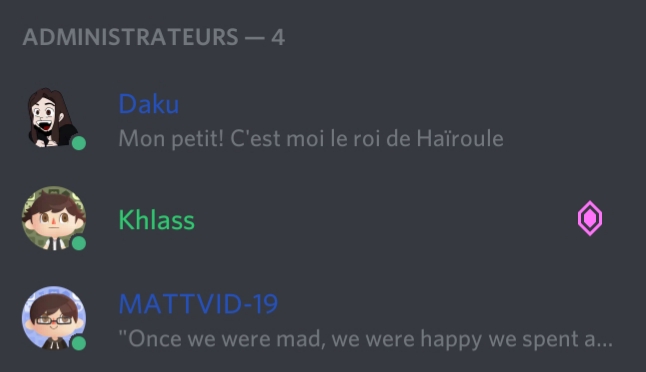 ADMINISTRATEURS — 4
Daku
Mon petit! C'est moi le roi de Haïroule
Khlass
MATTVID-19
"Once we were mad, we were happy we spent a...